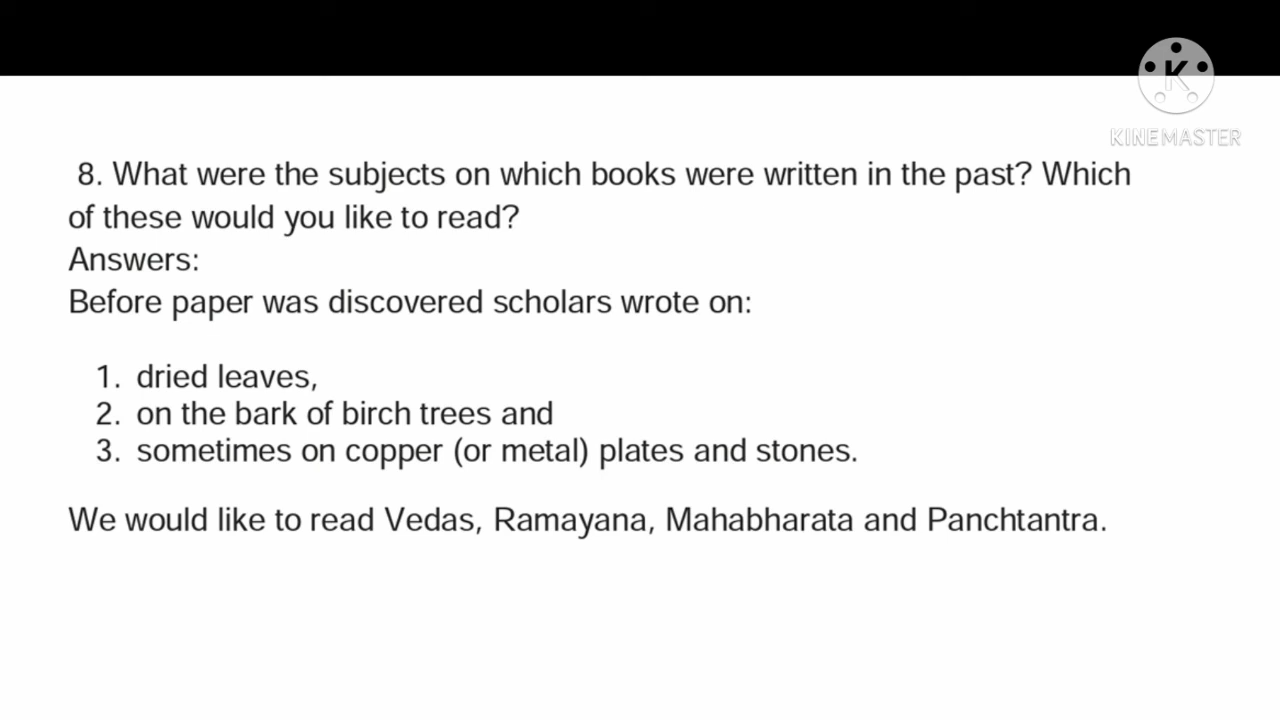 K
KINEMASTER
8. What were the subjects on which books were written in the past? Which
of these would you like to read?
Answers:
Before paper was discovered scholars wrote on:
1. dried leaves,
2. on the bark of birch trees and
3. sometimes on copper (or metal) plates and stones.
We would like to read Vedas, Ramayana, Mahabharata and Panchtantra.